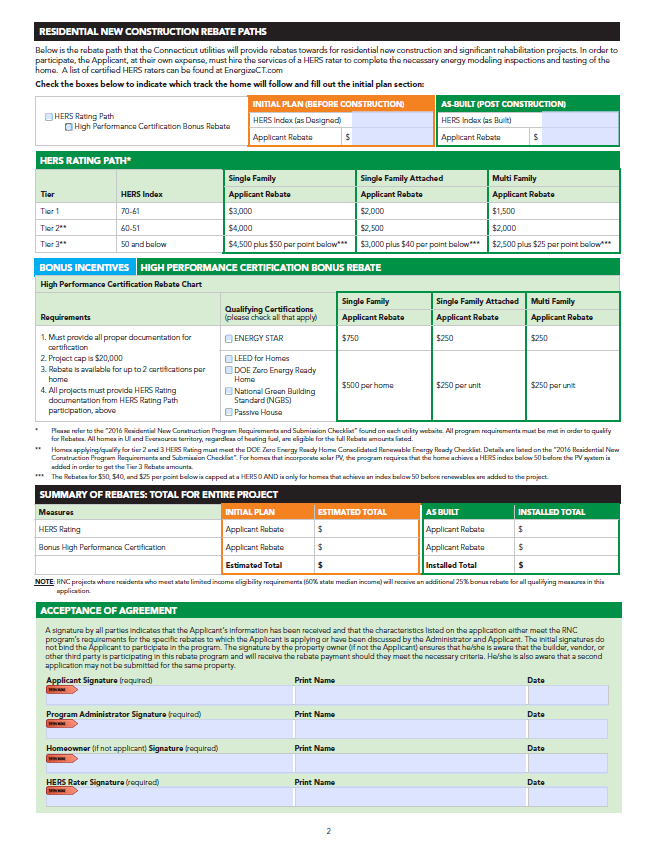 RESIDENTIAL NEW CONSTRUCTION REBATE PATHS
Below is the rebate path that the Connecticut utilities will provide rebates towards for residential new construction and significant rehabilitation projects. In order to
participate, the Applicant, at their own expense, must hire the services of a HERS rater to complete the necessary energy modeling inspections and testing of the
home. A list of certified HERS raters can be found at EnergizeCT.com
Check the boxes below to indicate which track the home will follow and fill out the initial plan section:
HERS Rating Path
High Performance Certification Bonus Rebate
INITIAL PLAN (BEFORE CONSTRUCTION)
HERS Index (as Designed)
Applicant Rebate $
AS-BUILT (POST CONSTRUCTION)
HERS Index (as Built)
Applicant Rebate $
HERS RATING PATH*
Single Family Single Family Attached Multi Family
Tier HERS Index Applicant Rebate Applicant Rebate Applicant Rebate
Tier 1 70-61 $3,000 $2,000 $1,500
Tier 2** 60-51 $4,000 $2,500 $2,000
Tier 3** 50 and below $4,500 plus $50 per point below*** $3,000 plus $40 per point below*** $2,500 plus $25 per point below***
BONUS INCENTIVES HIGH PERFORMANCE CERTIFICATION BONUS REBATE
High Performance Certification Rebate Chart
Requirements
Qualifying Certifications
(please check all that apply)
Single Family Single Family Attached Multi Family
Applicant Rebate Applicant Rebate Applicant Rebate
1. Must provide all proper documentation for
certification
2. Project cap is $20,000
3. Rebate is available for up to 2 certifications per
home
4. All projects must provide HERS Rating
documentation from HERS Rating Path
participation, above
ENERGY STAR $750 $250 $250
LEED for Homes
DOE Zero Energy Ready
Home
National Green Building
Standard (NGBS)
Passive House
$500 per home $250 per unit $250 per unit
* Please refer to the "2016 Residential New Construction Program Requirements and Submission Checklist" found on each utility website. All program requirements must be met in order to qualify
for Rebates. All homes in UI and Eversource territory, regardless of heating fuel, are eligible for the full Rebate amounts listed.
** Homes applying/qualify for tier 2 and 3 HERS Rating must meet the DOE Zero Energy Ready Home Consolidated Renewable Energy Ready Checklist. Details are listed on the "2016 Residential New
Construction Program Requirements and Submission Checklist". For homes that incorporate solar PV, the program requires that the home achieve a HERS index below 50 before the PV system is
added in order to get the Tier 3 Rebate amounts.
*** The Rebates for $50, $40, and $25 per point below is capped at a HERS 0 AND is only for homes that achieve an index below 50 before renewables are added to the project.
SUMMARY OF REBATES: TOTAL FOR ENTIRE PROJECT
Measures INITIAL PLAN ESTIMATED TOTAL AS BUILT INSTALLED TOTAL
HERS Rating Applicant Rebate $ Applicant Rebate $
Bonus High Performance Certification Applicant Rebate $ Applicant Rebate $
Estimated Total $ Installed Total $
NOTE: RNC projects where residents who meet state limited income eligibility requirements (60% state median income) will receive an additional 25% bonus rebate for all qualifying measures in this
application.
ACCEPTANCE OF AGREEMENT
A signature by all parties indicates that the Applicant's information has been received and that the characteristics listed on the application either meet the RNC
program's requirements for the specific rebates to which the Applicant is applying or have been discussed by the Administrator and Applicant. The initial signatures do
not bind the Applicant to participate in the program. The signature by the property owner (if not the Applicant) ensures that he/she is aware that the builder, vendor, or
other third party is participating in this rebate program and will receive the rebate payment should they meet the necessary criteria. He/she is also aware that a second
application may not be submitted for the same property.
Applicant Signature (required) Print Name Date
Program Administrator Signature (required) Print Name Date
Homeowner (if not applicant) Signature (required) Print Name Date
HERS Rater Signature (required) Print Name Date
2